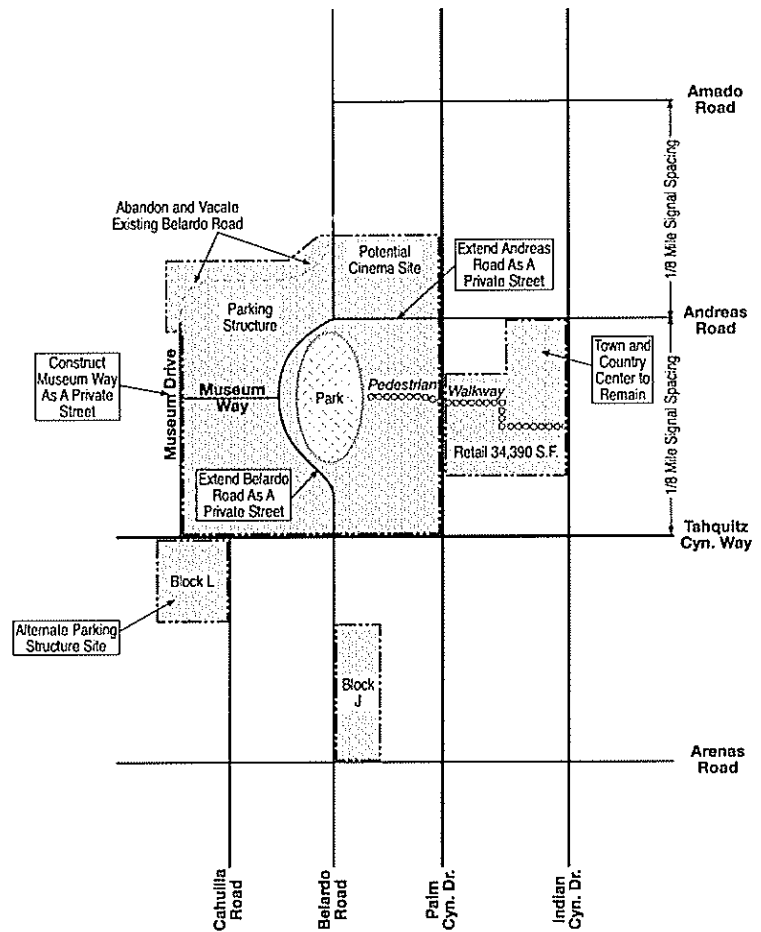 Amado
Road
1/8 Mile Signal Spacing
Abandon and Vacate
Existing Belardo Road
Potential
Cinema Site
Extend Andreas
Road As A
Private Street
Parking
Structure
Andreas
Road
Construct
Museum Way
As A Private
Street
Museum Drive
Museum
Way
Park
Pedestrian
Walkway
Town and
Country
Center to
Remain
1/8 Mile Signal Spacing
Retail 34,390 S.F.
Extend Belardo
Road As A
Private Street
Tahquitz
Cyn. Way
Block L
Alternate Parking
Structure Site
Block
J
Arenas
Road
Cahuilla
Road
Belardo
Road
Palm
Cyn. Dr.
Indian
Cyn. Dr.